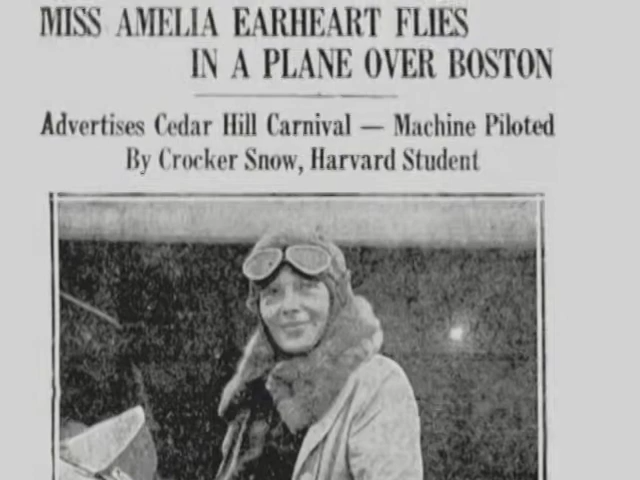 MISS AMELIA EARHEART FLIES
IN A PLANE OVER BOSTON
Advertises Cedar Hill Carnival — Machine Piloted
By Crocker Snow, Harvard Student